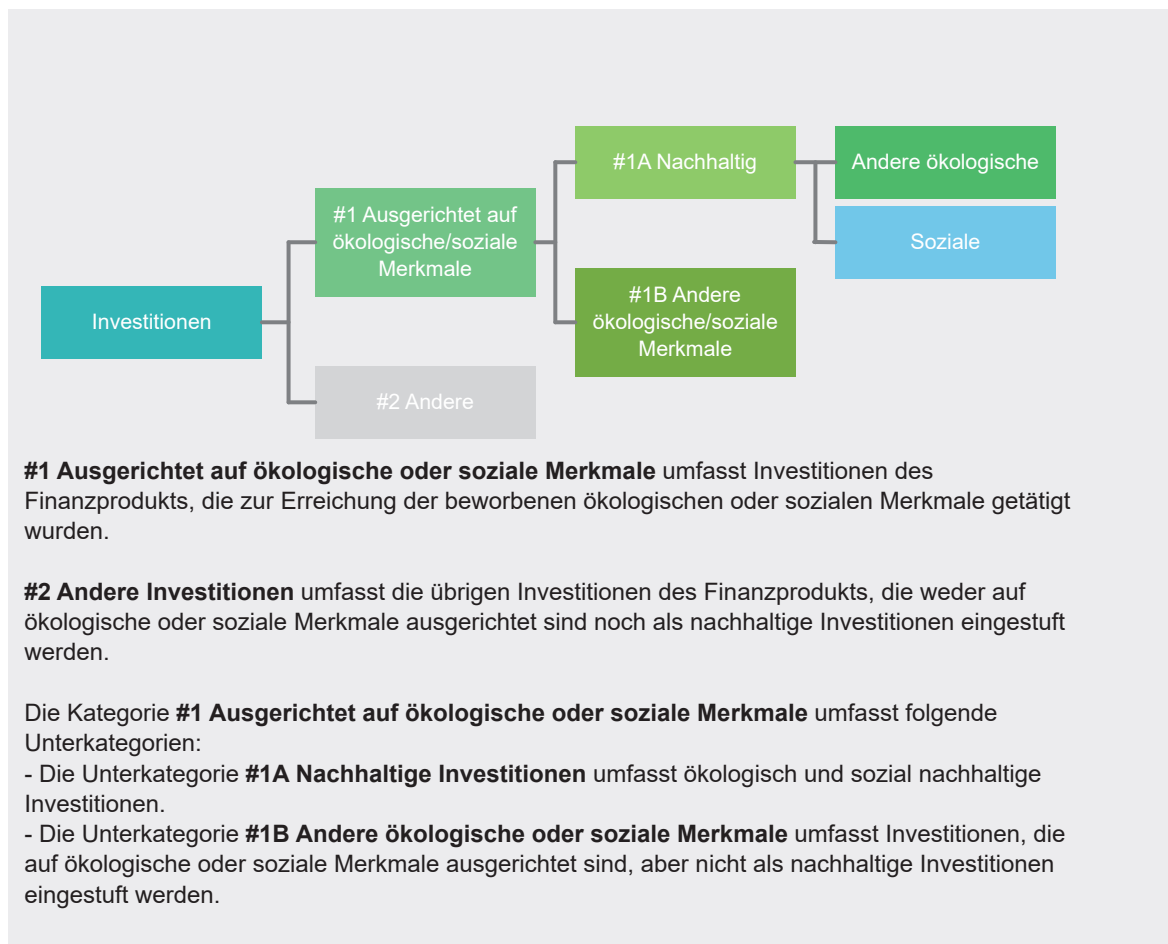 #1A Nachhaltig
Andere ökologische
#1 Ausgerichtet auf
ökologische/soziale
Merkmale
Soziale
Investitionen
#1B Andere
ökologische/soziale
Merkmale
#2 Andere
#1 Ausgerichtet auf ökologische oder soziale Merkmale umfasst Investitionen des
Finanzprodukts, die zur Erreichung der beworbenen ökologischen oder sozialen Merkmale getätigt
wurden.
#2 Andere Investitionen umfasst die übrigen Investitionen des Finanzprodukts, die weder auf
ökologische oder soziale Merkmale ausgerichtet sind noch als nachhaltige Investitionen eingestuft
werden.
Die Kategorie #1 Ausgerichtet auf ökologische oder soziale Merkmale umfasst folgende
Unterkategorien:
- Die Unterkategorie #1A Nachhaltige Investitionen umfasst ökologisch und sozial nachhaltige
Investitionen.
- Die Unterkategorie #1B Andere ökologische oder soziale Merkmale umfasst Investitionen, die
auf ökologische oder soziale Merkmale ausgerichtet sind, aber nicht als nachhaltige Investitionen
eingestuft werden.